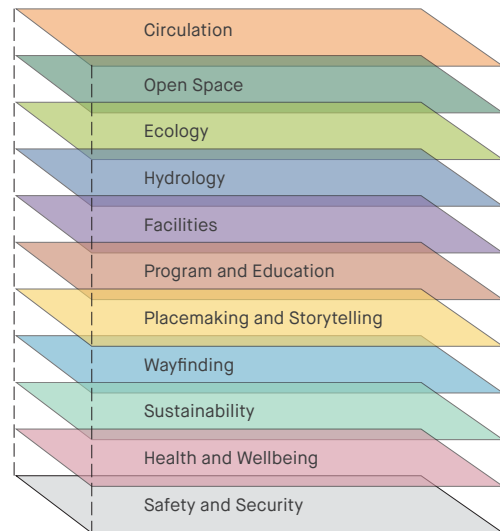 Circulation
Open Space
Ecology
Hydrology
Facilities
Program and Education
Placemaking and Storytelling
Wayfinding
Sustainability
Health and Wellbeing
Safety and Security